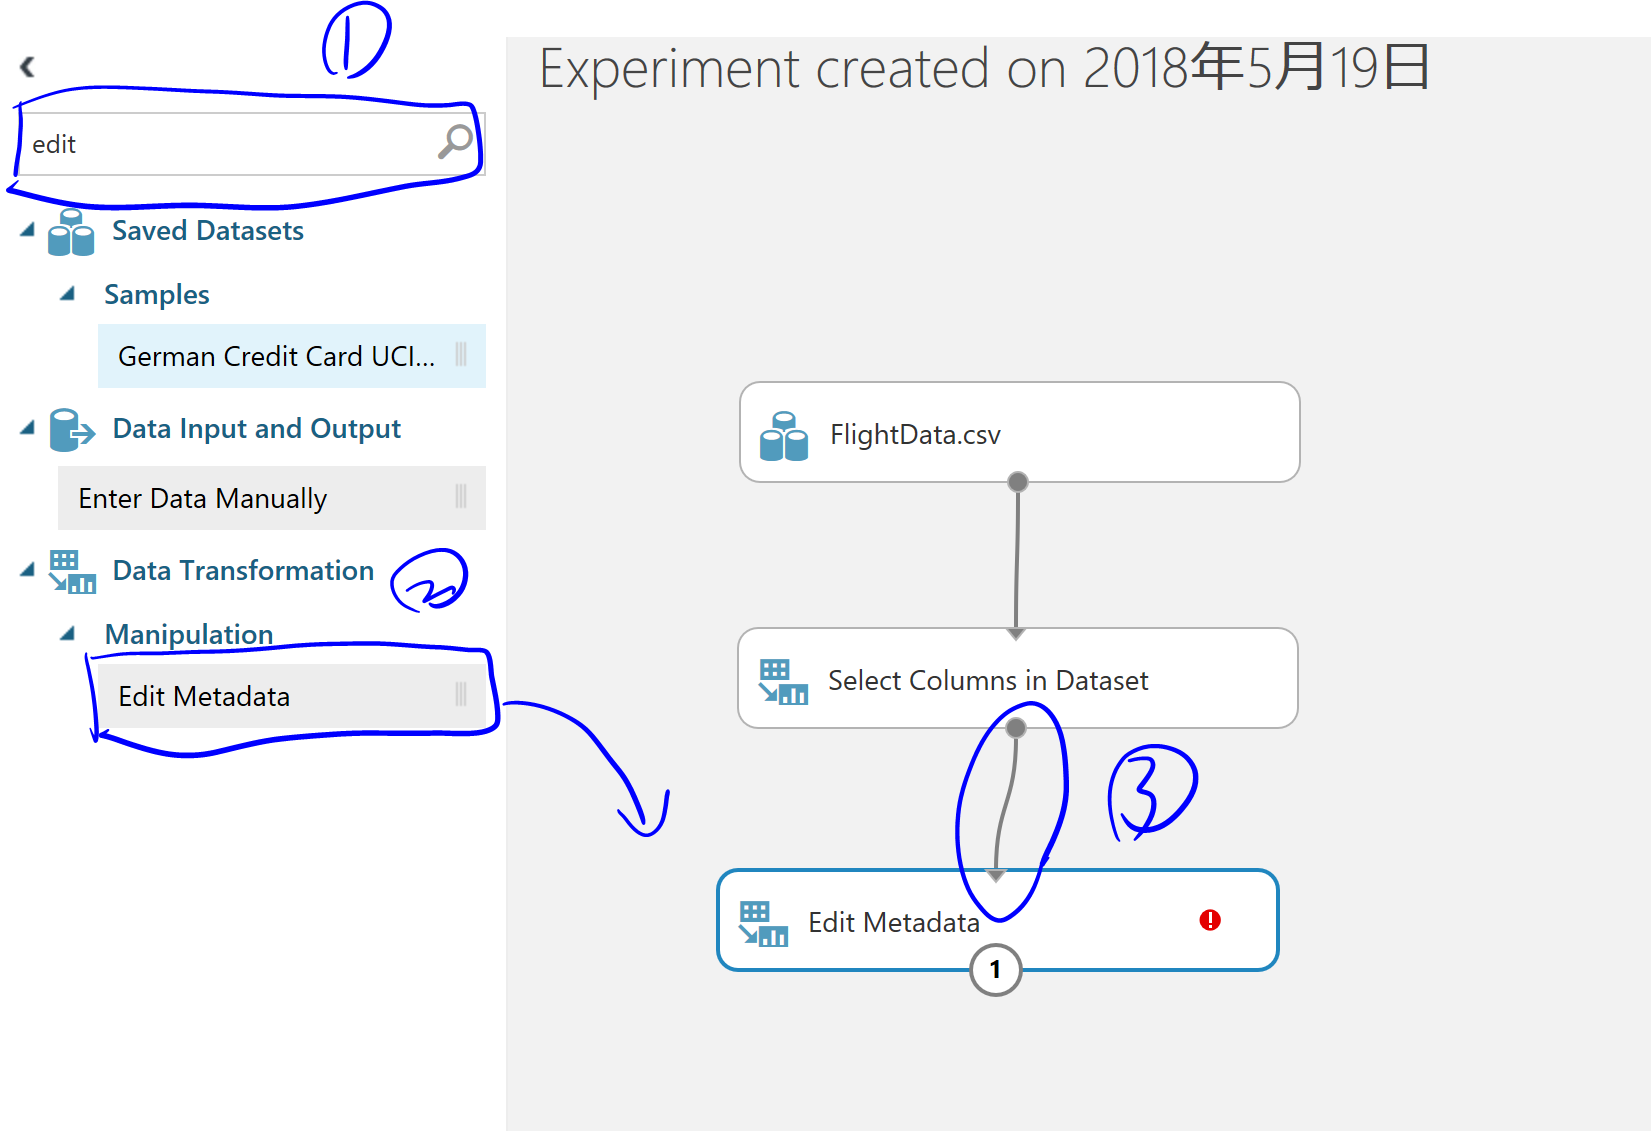 ①
Experiment created on 2018年5月19日
edit
Saved Datasets
Samples
German Credit Card UCI...
Data Input and Output
Enter Data Manually
Data Transformation
②
Manipulation
Edit Metadata
FlightData.csv
Select Columns in Dataset
③
Edit Metadata
1